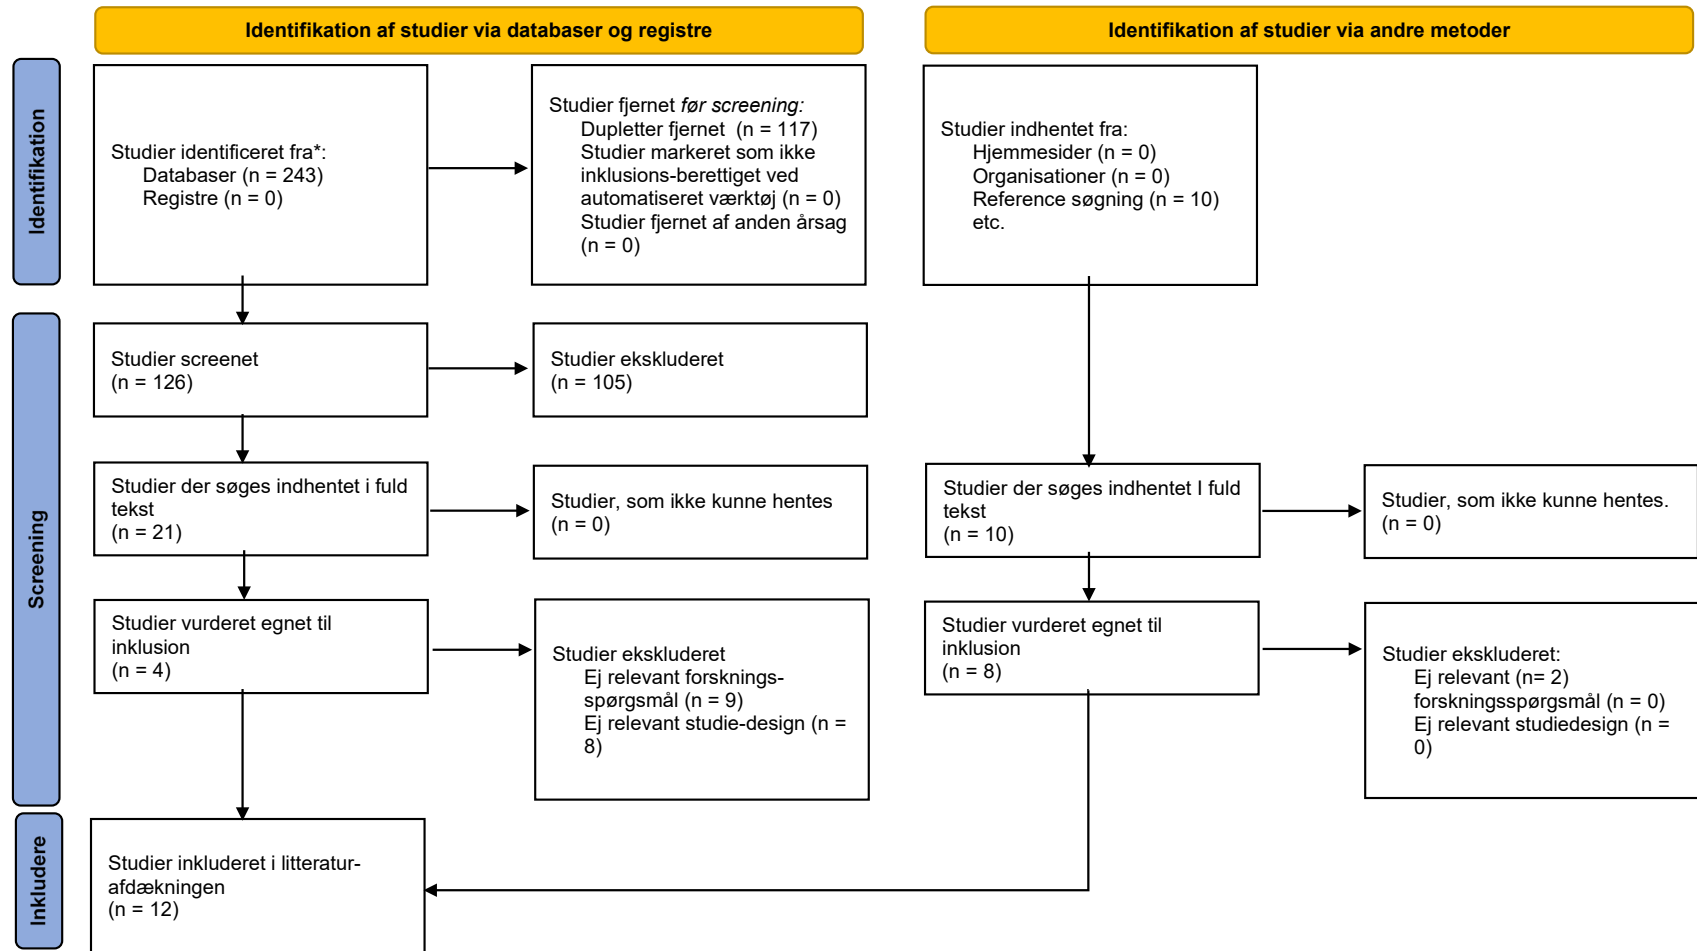 Identifikation af studier via databaser og registre
Identifikation af studier via andre metoder
Identifikation
Studier identificeret fra*:
Databaser (n = 243)
Registre (n = 0)
Studier fjernet før screening:
Dupletter fjernet  (n = 117)
Studier markeret som ikke
inklusions-berettiget ved
automatiseret værktøj (n = 0)
Studier fjernet af anden årsag
(n = 0)
Studier indhentet fra:
Hjemmesider (n = 0)
Organisationer (n = 0)
Reference søgning (n = 10)
etc.
Screening
Studier screenet
(n = 126)
Studier ekskluderet
(n = 105)
Studier der søges indhentet i fuld
tekst
(n = 21)
Studier, som ikke kunne hentes
(n = 0)
Studier der søges indhentet I fuld
tekst
(n = 10)
Studier, som ikke kunne hentes.
(n = 0)
Studier vurderet egnet til
inklusion
(n = 4)
Studier ekskluderet
Ej relevant forsknings-
spørgsmål (n = 9)
Ej relevant studie-design (n =
8)
Studier vurderet egnet til
inklusion
(n = 8)
Studier ekskluderet:
Ej relevant (n= 2)
forskningsspørgsmål (n = 0)
Ej relevant studiedesign (n =
0)
Inkludere
Studier inkluderet i litteratur-
afdækningen
(n = 12)